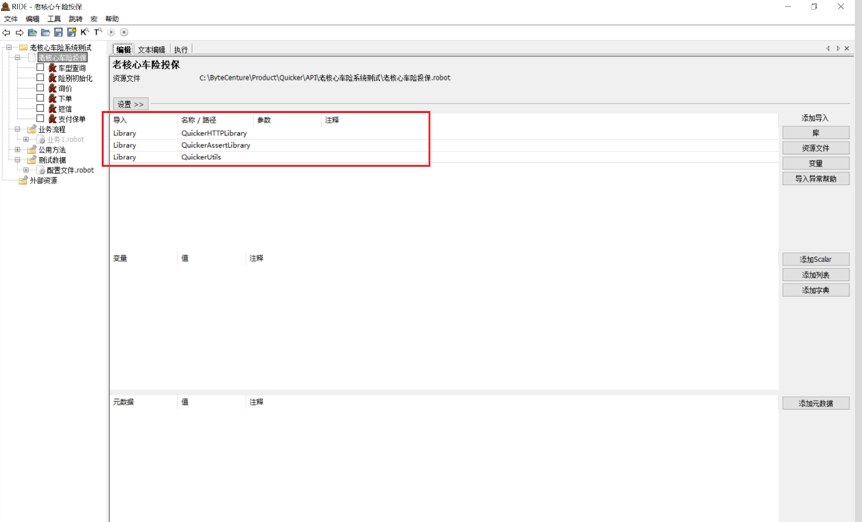 RIDE - 老核心车险投保
文件 编辑 工具 跳转 宏 帮助
老核心车险系统测试
老核心车险投保
车型查询
险别初始化
询价
下单
短信
支付保单
业务流程
业务1.robot
公用方法
测试数据
配置文件.robot
外部资源
编辑 文本编辑 执行
老核心车险投保
资源文件 C:\ByteCenture\Product\Quicker\API\老核心车险系统测试\老核心车险投保.robot
设置 >>
导入 名称 / 路径 参数 注释
Library QuickerHTTPLibrary
Library QuickerAssertLibrary
Library QuickerUtils
添加导入
库
资源文件
变量
导入异常帮助
变量 值 注释
添加Scalar
添加列表
添加字典
元数据 值 注释
添加元数据